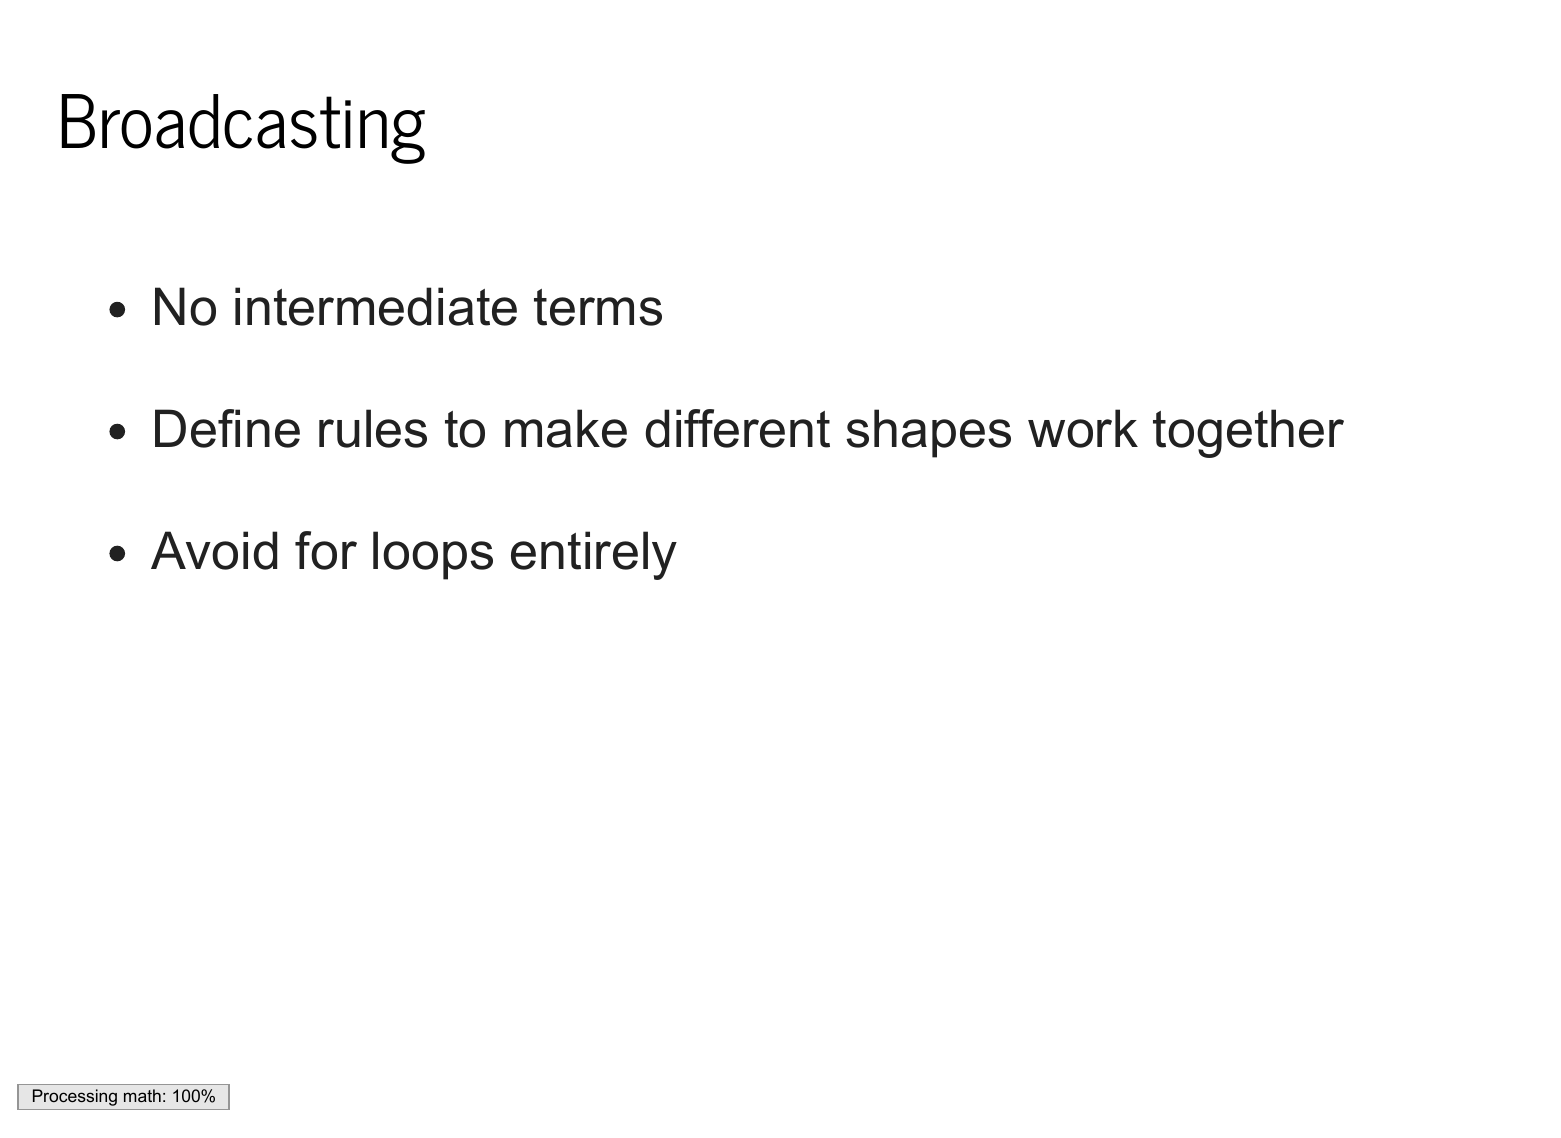 Broadcasting
• No intermediate terms
• Define rules to make different shapes work together
• Avoid for loops entirely
Processing math: 100%